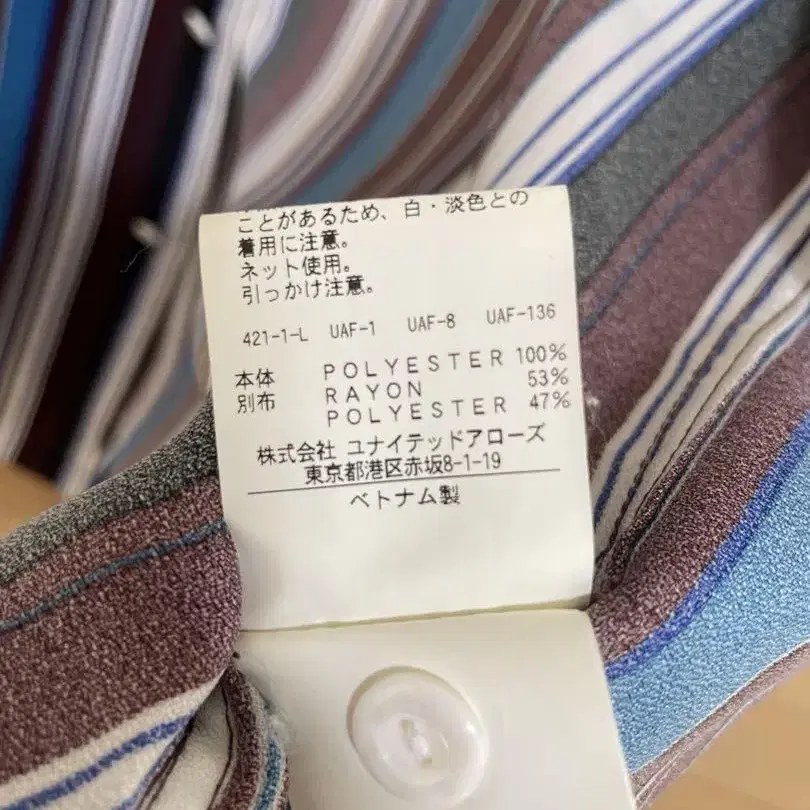 ことがあるため、白・淡色との
着用に注意。
ネット使用。
引っかけ注意。
421-1-L UAF-1 UAF-8 UAF-136
本体 POLYESTER 100%
別布 RAYON 53%
POLYESTER 47%
株式会社 ユナイテッドアローズ
東京都港区赤坂8-1-19
ベトナム製